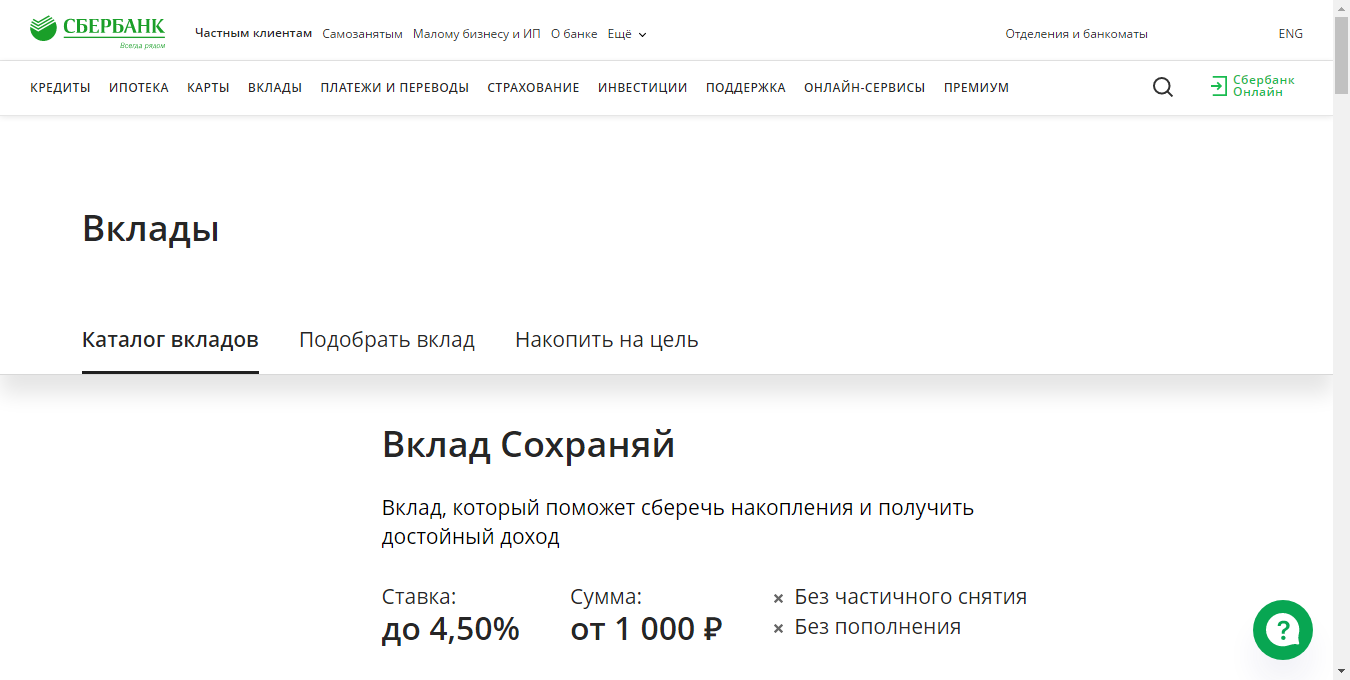 СБЕРБАНК
Всегда рядом
Частным клиентам Самозанятым Малому бизнесу и ИП О банке Ещё
Отделения и банкоматы
ENG
КРЕДИТЫ ИПОТЕКА КАРТЫ ВКЛАДЫ ПЛАТЕЖИ И ПЕРЕВОДЫ СТРАХОВАНИЕ ИНВЕСТИЦИИ ПОДДЕРЖКА ОНЛАЙН-СЕРВИСЫ ПРЕМИУМ
Сбербанк
Онлайн
Вклады
Каталог вкладов Подобрать вклад Накопить на цель
Вклад Сохраняй
Вклад, который поможет сберечь накопления и получить
достойный доход
Ставка:
до 4,50%
Сумма:
от 1 000 ₽
× Без частичного снятия
× Без пополнения
?